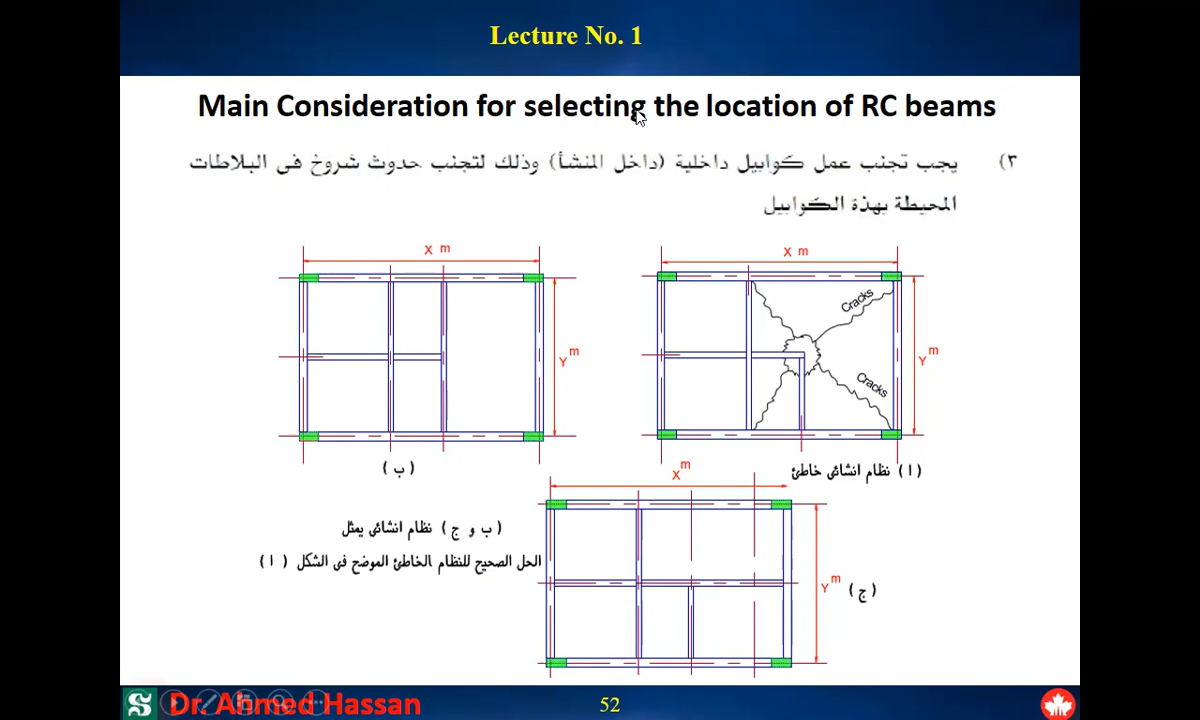 Lecture No. 1
Main Consideration for selecting the location of RC beams
٣) يجب تجنب عمل كوابيل داخلية (داخل المنشأ) وذلك لتجنب حدوث شروخ فى البلاطات
المحيطة بهذة الكوابيل
X m
Y m
(ب)
X m
Cracks
Cracks
Y m
(ا) نظام انشائى خاطئ
X m
Y m
(ج)
(ب و ج) نظام انشائى يمثل
الحل الصحيح للنظام الخاطئ الموضح فى الشكل (ا)
Dr. Ahmed Hassan
52